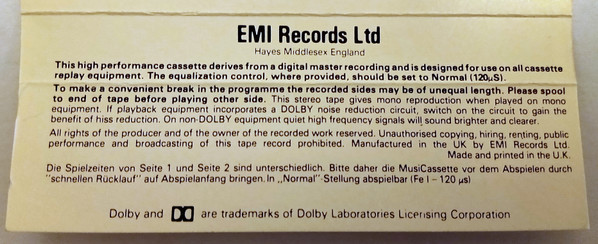 EMI Records Ltd
Hayes Middlesex England
This high performance cassette derives from a digital master recording and is designed for use on all cassette
replay equipment. The equalization control, where provided, should be set to Normal (120µS).
To make a convenient break in the programme the recorded sides may be of unequal length. Please spool
to end of tape before playing other side. This stereo tape gives mono reproduction when played on mono
equipment. If playback equipment incorporates a DOLBY noise reduction circuit, switch on the circuit to gain the
benefit of hiss reduction. On non-DOLBY equipment quiet high frequency signals will sound brighter and clearer.
All rights of the producer and of the owner of the recorded work reserved. Unauthorised copying, hiring, renting, public
performance and broadcasting of this tape record prohibited. Manufactured in the UK by EMI Records Ltd.
Made and printed in the U.K.
Die Spielzeiten von Seite 1 und Seite 2 sind unterschiedlich. Bitte daher die MusiCassette vor dem Abspielen durch
"schnellen Rücklauf" auf Abspielanfang bringen. In „Normal"-Stellung abspielbar (Fe I – 120 µs)
Dolby and are trademarks of Dolby Laboratories Licensing Corporation